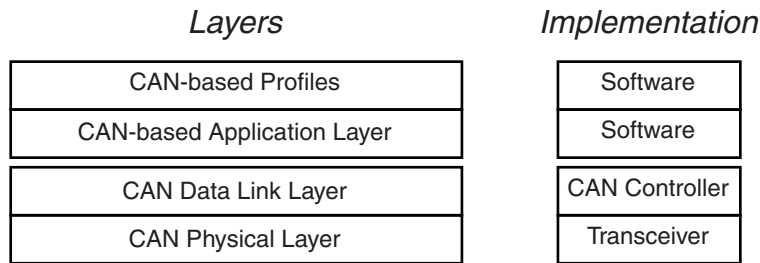 Layers Implementation
CAN-based Profiles Software
CAN-based Application Layer Software
CAN Data Link Layer CAN Controller
CAN Physical Layer Transceiver